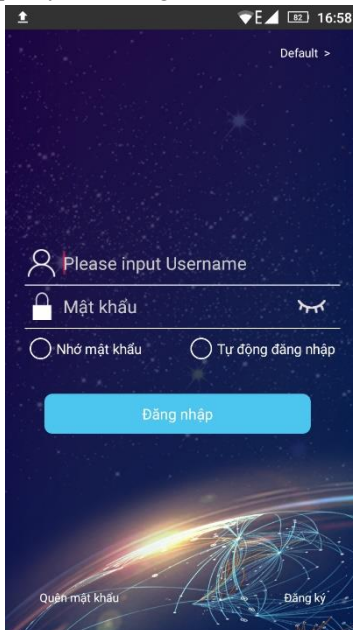 E 82 16:58
Default >
Please input Username
Mật khẩu
Nhớ mật khẩu Tự động đăng nhập
Đăng nhập
Quên mật khẩu Đăng ký